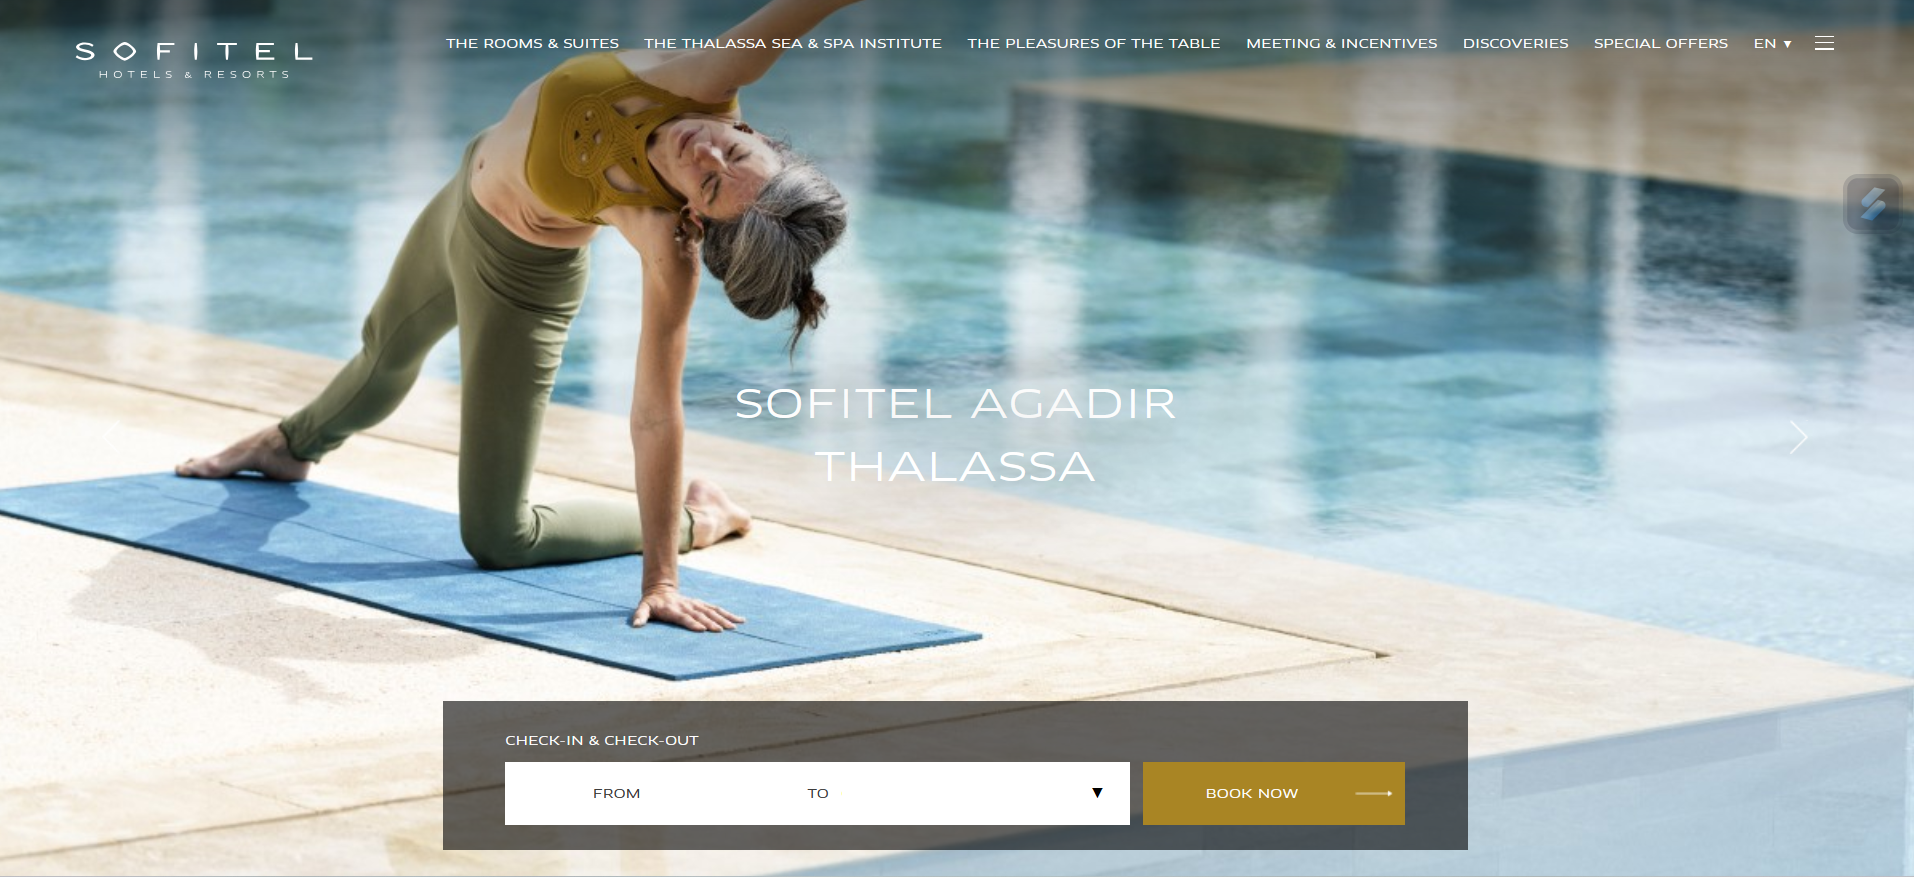 SOFITEL
HOTELS & RESORTS
THE ROOMS & SUITES THE THALASSA SEA & SPA INSTITUTE THE PLEASURES OF THE TABLE MEETING & INCENTIVES DISCOVERIES SPECIAL OFFERS EN ▼
SOFITEL AGADIR
THALASSA
CHECK-IN & CHECK-OUT
FROM TO ▼ BOOK NOW